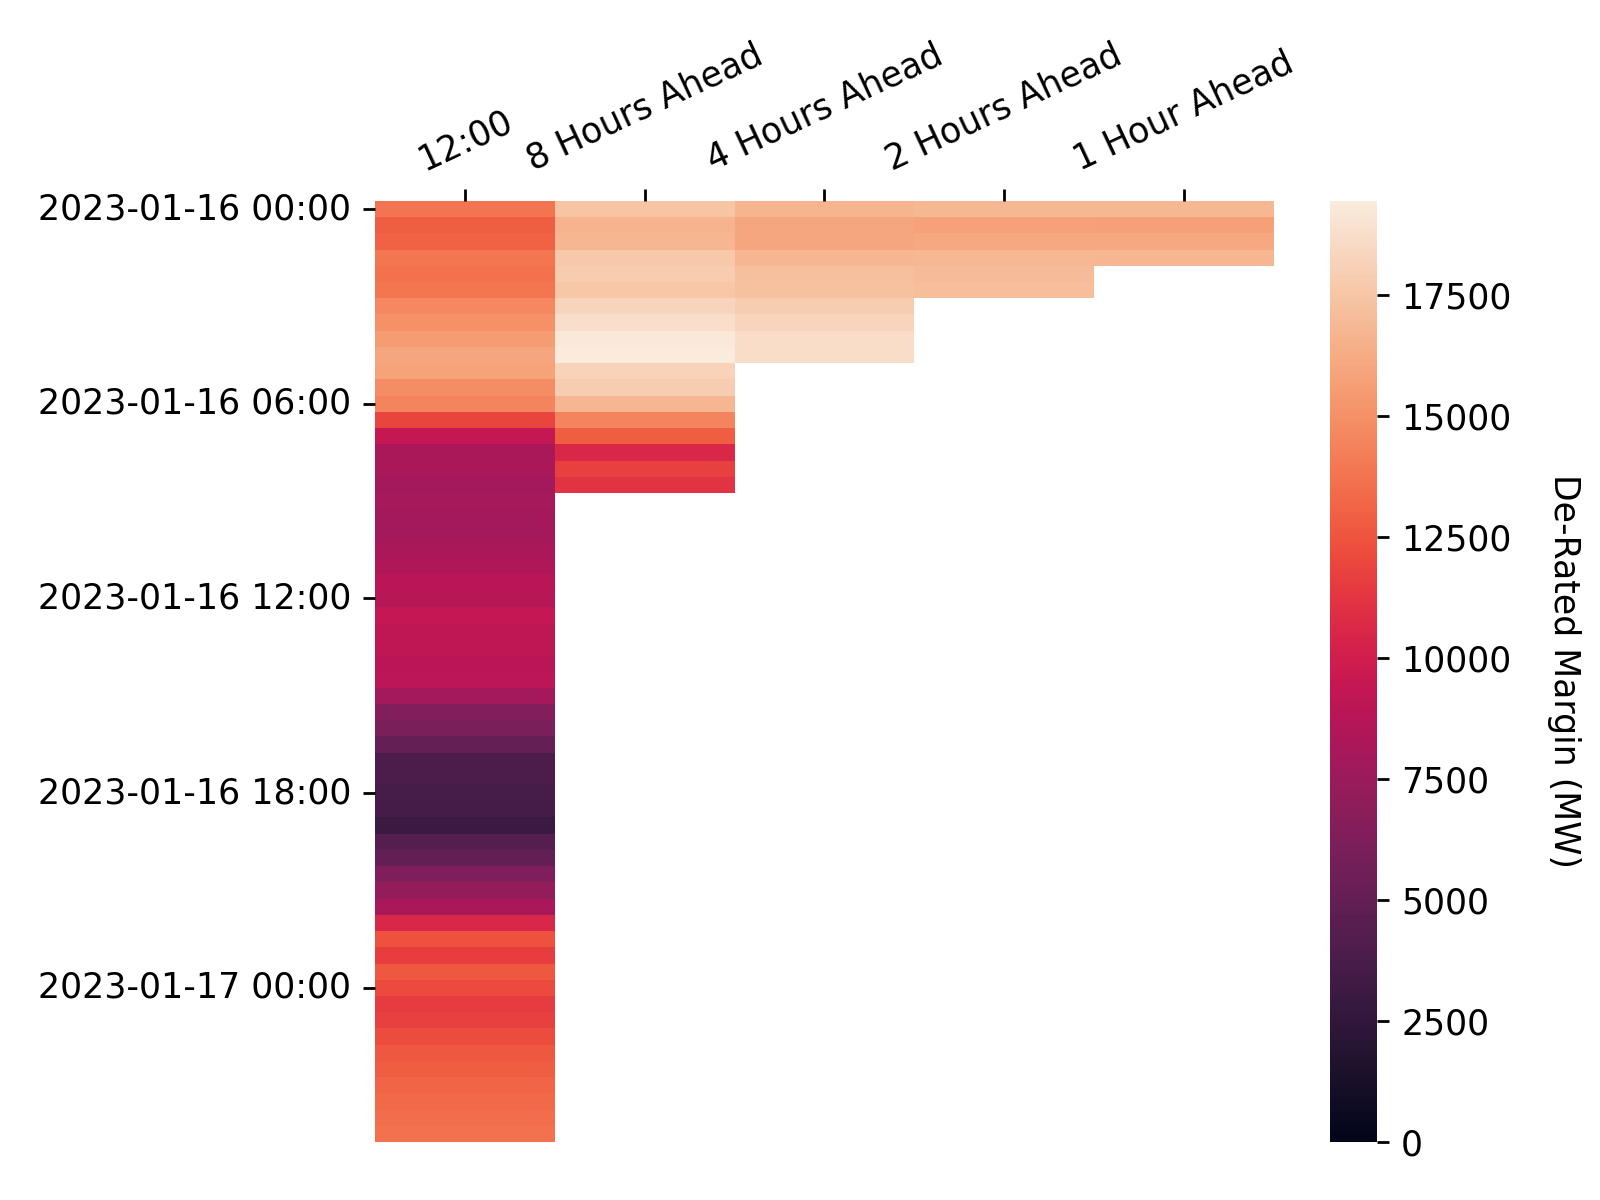 12:00
8 Hours Ahead
4 Hours Ahead
2 Hours Ahead
1 Hour Ahead
2023-01-16 00:00
2023-01-16 06:00
2023-01-16 12:00
2023-01-16 18:00
2023-01-17 00:00
17500
15000
12500
10000
7500
5000
2500
0
De-Rated Margin (MW)